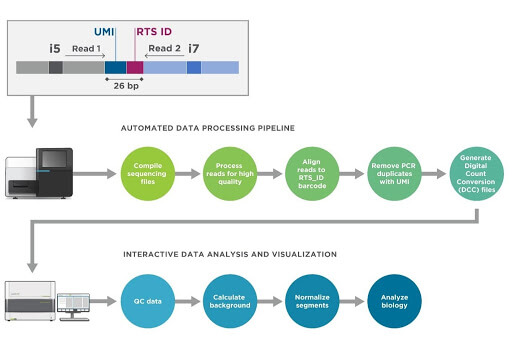 UMI RTS ID
i5 Read 1 Read 2 i7
26 bp
AUTOMATED DATA PROCESSING PIPELINE
Compile
sequencing
files
Process
reads for high
quality
Align
reads to
RTS_ID
barcode
Remove PCR
duplicates
with UMI
Generate
Digital
Count
Conversion
(DCC) files
INTERACTIVE DATA ANALYSIS AND VISUALIZATION
QC data
Calculate
background
Normalize
segments
Analyze
biology